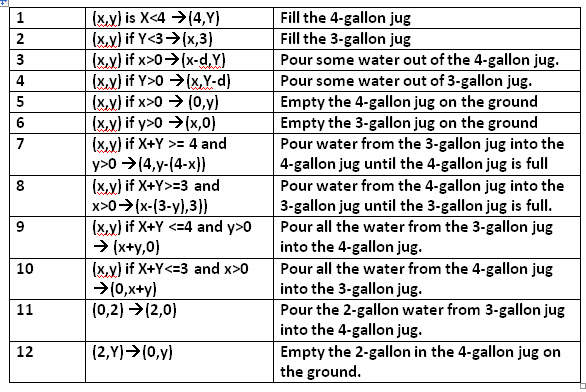 1 (x,y) is X<4 →(4,Y) Fill the 4-gallon jug
2 (x,y) if Y<3→(x,3) Fill the 3-gallon jug
3 (x,y) if x>0→(x-d,Y) Pour some water out of the 4-gallon jug.
4 (x,y) if Y>0 →(x,Y-d) Pour some water out of 3-gallon jug.
5 (x,y) if x>0 → (0,y) Empty the 4-gallon jug on the ground
6 (x,y) if y>0 →(x,0) Empty the 3-gallon jug on the ground
7 (x,y) if X+Y >= 4 and Pour water from the 3-gallon jug into the
y>0 →(4,y-(4-x)) 4-gallon jug until the 4-gallon jug is full
8 (x,y) if X+Y>=3 and Pour water from the 4-gallon jug into the
x>0→(x-(3-y),3)) 3-gallon jug until the 3-gallon jug is full.
9 (x,y) if X+Y <=4 and y>0 Pour all the water from the 3-gallon jug
→ (x+y,0) into the 4-gallon jug.
10 (x,y) if X+Y<=3 and x>0 Pour all the water from the 4-gallon jug
→(0,x+y) into the 3-gallon jug.
11 (0,2) →(2,0) Pour the 2-gallon water from 3-gallon jug
into the 4-gallon jug.
12 (2,Y)→(0,y) Empty the 2-gallon in the 4-gallon jug on
the ground.